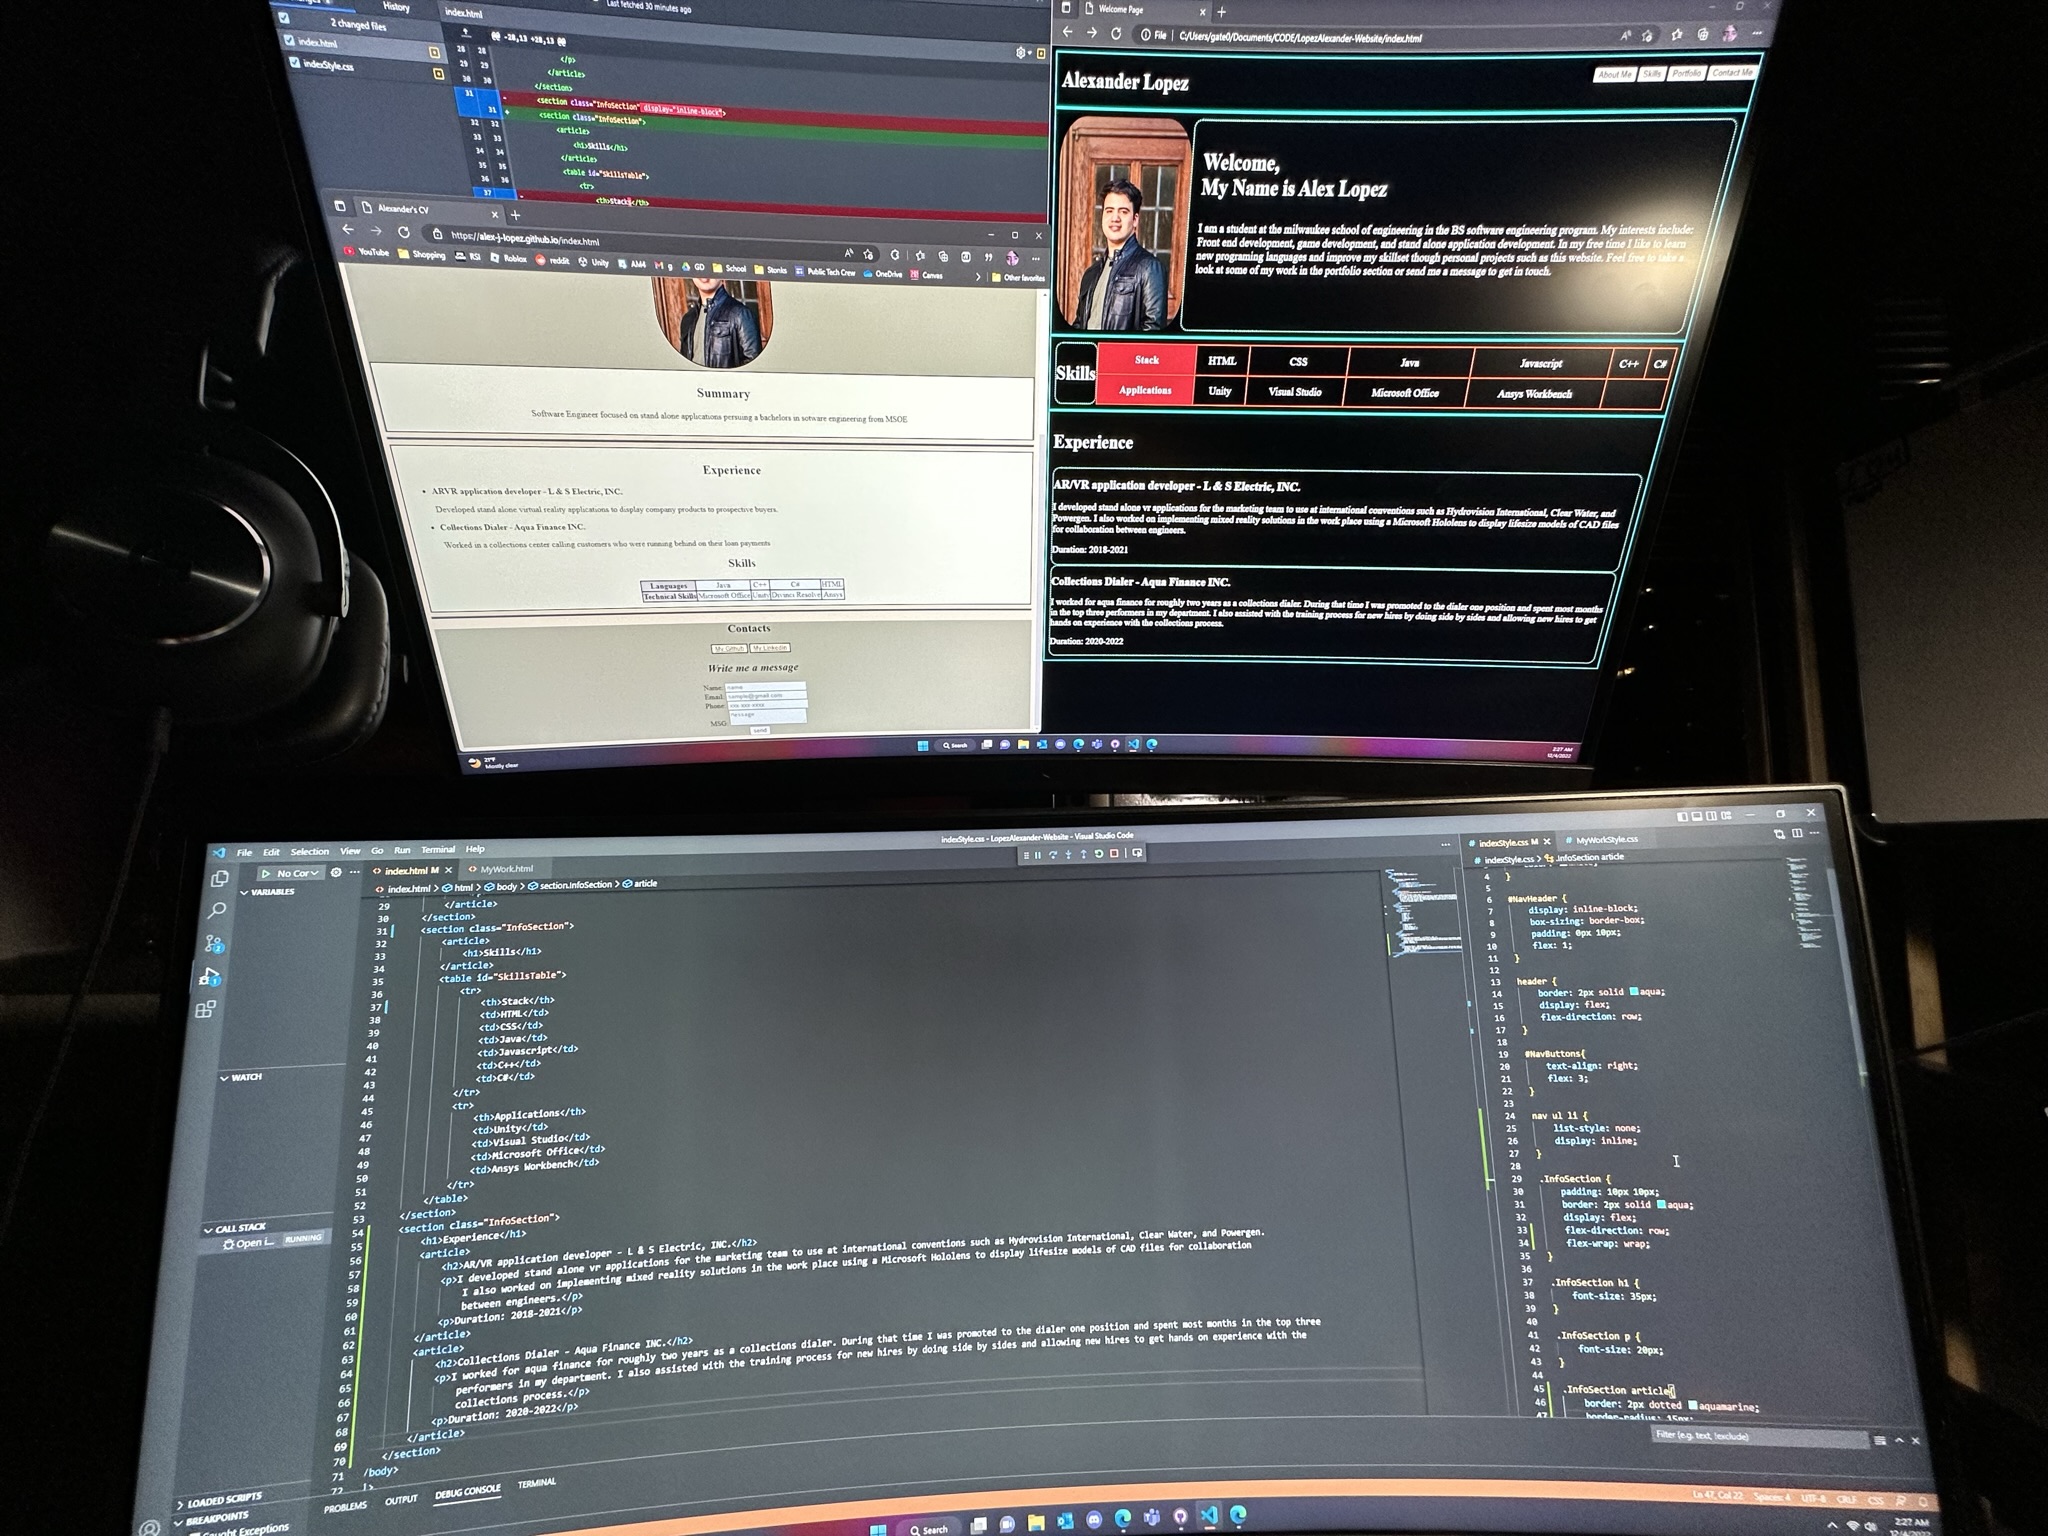 History
Last fetched 30 minutes ago
2 changed files
index.html
indexStyle.css
index.html
@@ -28,13 +28,13 @@
28 28 </p>
29 29 </article>
30 30 </section>
31 - <section class="InfoSection" display="inline-block">
31 + <section class="InfoSection">
32 32 <article>
33 33 <h1>Skills</h1>
34 34 </article>
35 35 <table id="SkillsTable">
36 36 <tr>
37 - <th>Stacks</th>
Alexander's CV
https://alex-j-lopez.github.io/index.html
YouTube Shopping RSI Roblox reddit Unity AM4 g GD School Stonks Public Tech Crew OneDrive Canvas Other favorites
Summary
Software Engineer focused on stand alone applications persuing a bachelors in sotware engineering from MSOE
Experience
• ARVR application developer - L & S Electric, INC.
Developed stand alone virtual reality applications to display company products to prospective buyers.
• Collections Dialer - Aqua Finance INC.
Worked in a collections center calling customers who were running behind on their loan payments
Skills
Languages Java C++ C# HTML
Technical Skills Microsoft Office Unity Divinci Resolve Ansys
Contacts
My Github My LinkedIn
Write me a message
Name: name
Email: sample@gmail.com
Phone: xxx-xxx-xxxx
MSG: message
send
27°F
Mostly clear
Search
2:27 AM
12/4/2022
Welcome Page
File C:/Users/gate0/Documents/CODE/LopezAlexander-Website/index.html
Alexander Lopez
About Me Skills Portfolio Contact Me
Welcome,
My Name is Alex Lopez
I am a student at the milwaukee school of engineering in the BS software engineering program. My interests include:
Front end development, game development, and stand alone application development. In my free time I like to learn
new programing languages and improve my skillset though personal projects such as this website. Feel free to take a
look at some of my work in the portfolio section or send me a message to get in touch.
Skills
Stack HTML CSS Java Javascript C++ C#
Applications Unity Visual Studio Microsoft Office Ansys Workbench
Experience
AR/VR application developer - L & S Electric, INC.
I developed stand alone vr applications for the marketing team to use at international conventions such as Hydrovision International, Clear Water, and
Powergen. I also worked on implementing mixed reality solutions in the work place using a Microsoft Hololens to display lifesize models of CAD files
for collaboration between engineers.
Duration: 2018-2021
Collections Dialer - Aqua Finance INC.
I worked for aqua finance for roughly two years as a collections dialer. During that time I was promoted to the dialer one position and spent most months
in the top three performers in my department. I also assisted with the training process for new hires by doing side by sides and allowing new hires to get
hands on experience with the collections process.
Duration: 2020-2022
indexStyle.css - LopezAlexander-Website - Visual Studio Code
File Edit Selection View Go Run Terminal Help
No Cor
VARIABLES
WATCH
CALL STACK
Open i... RUNNING
LOADED SCRIPTS
BREAKPOINTS
Caught Exceptions
index.html M MyWork.html
index.html > html > body > section.InfoSection > article
29 </article>
30 </section>
31 <section class="InfoSection">
32 <article>
33 <h1>Skills</h1>
34 </article>
35 <table id="SkillsTable">
36 <tr>
37 <th>Stack</th>
38 <td>HTML</td>
39 <td>CSS</td>
40 <td>Java</td>
41 <td>Javascript</td>
42 <td>C++</td>
43 <td>C#</td>
44 </tr>
45 <tr>
46 <th>Applications</th>
47 <td>Unity</td>
48 <td>Visual Studio</td>
49 <td>Microsoft Office</td>
50 <td>Ansys Workbench</td>
51 </tr>
52 </table>
53 </section>
54 <section class="InfoSection">
55 <h1>Experience</h1>
56 <article>
57 <h2>AR/VR application developer - L & S Electric, INC.</h2>
58 <p>I developed stand alone vr applications for the marketing team to use at international conventions such as Hydrovision International, Clear Water, and Powergen.
59 I also worked on implementing mixed reality solutions in the work place using a Microsoft Hololens to display lifesize models of CAD files for collaboration
60 between engineers.</p>
61 <p>Duration: 2018-2021</p>
62 </article>
63 <article>
64 <h2>Collections Dialer - Aqua Finance INC.</h2>
65 <p>I worked for aqua finance for roughly two years as a collections dialer. During that time I was promoted to the dialer one position and spent most months in the top three
66 performers in my department. I also assisted with the training process for new hires by doing side by sides and allowing new hires to get hands on experience with the
67 collections process.</p>
68 <p>Duration: 2020-2022</p>
69 </article>
70 </section>
71 /body>
72
PROBLEMS OUTPUT DEBUG CONSOLE TERMINAL
Filter (e.g. text, !exclude)
indexStyle.css M MyWorkStyle.css
indexStyle.css > .InfoSection article
4 }
5
6 #NavHeader {
7 display: inline-block;
8 box-sizing: border-box;
9 padding: 0px 10px;
10 flex: 1;
11 }
12
13 header {
14 border: 2px solid aqua;
15 display: flex;
16 flex-direction: row;
17 }
18
19 #NavButtons{
20 text-align: right;
21 flex: 3;
22 }
23
24 nav ul li {
25 list-style: none;
26 display: inline;
27 }
28
29 .InfoSection {
30 padding: 10px 10px;
31 border: 2px solid aqua;
32 display: flex;
33 flex-direction: row;
34 flex-wrap: wrap;
35 }
36
37 .InfoSection h1 {
38 font-size: 35px;
39 }
40
41 .InfoSection p {
42 font-size: 20px;
43 }
44
45 .InfoSection article{
46 border: 2px dotted aquamarine;
47 border-radius: 15px;
Ln 47, Col 22 Spaces: 4 UTF-8 CRLF CSS
Search
2:27 AM
12/4/2022